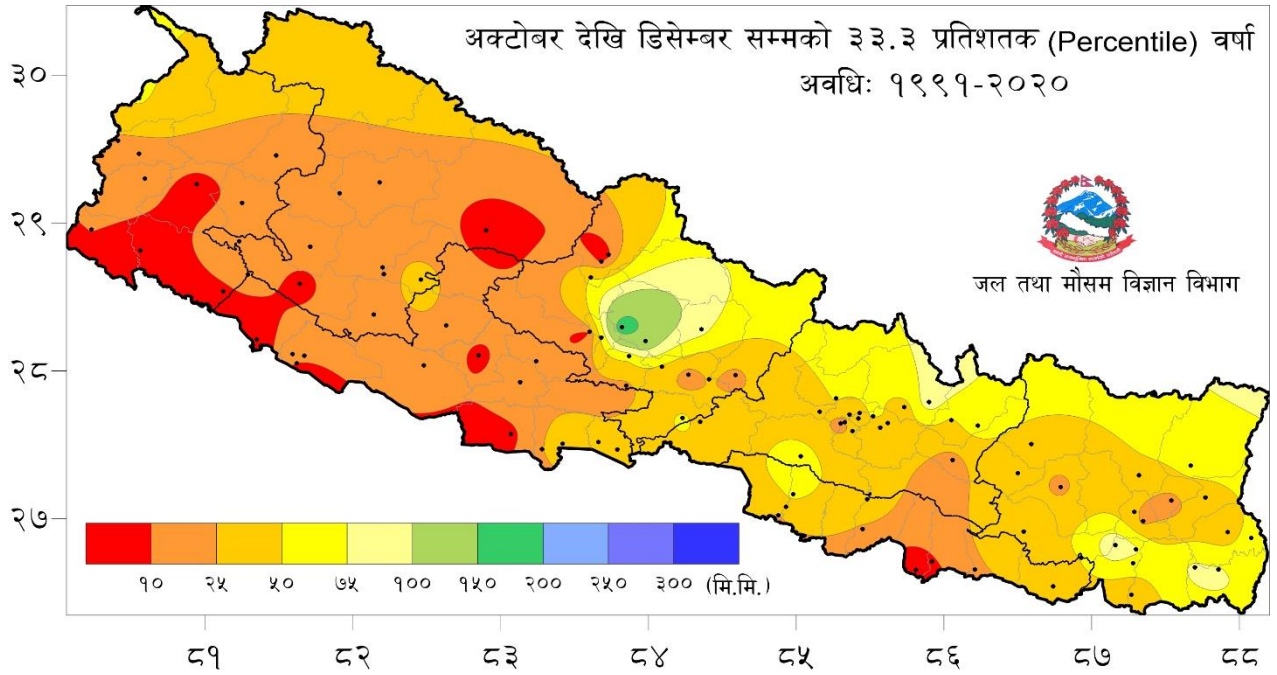 अक्टोबर देखि डिसेम्बर सम्मको ३३.३ प्रतिशतक (Percentile) वर्षा
अवधिः १९९१-२०२०
३०
२९
२८
२७
जल तथा मौसम विज्ञान विभाग
१० २५ ५० ७५ १०० १५० २०० २५० ३०० (मि.मि.)
८१ ८२ ८३ ८४ ८५ ८६ ८७ ८८